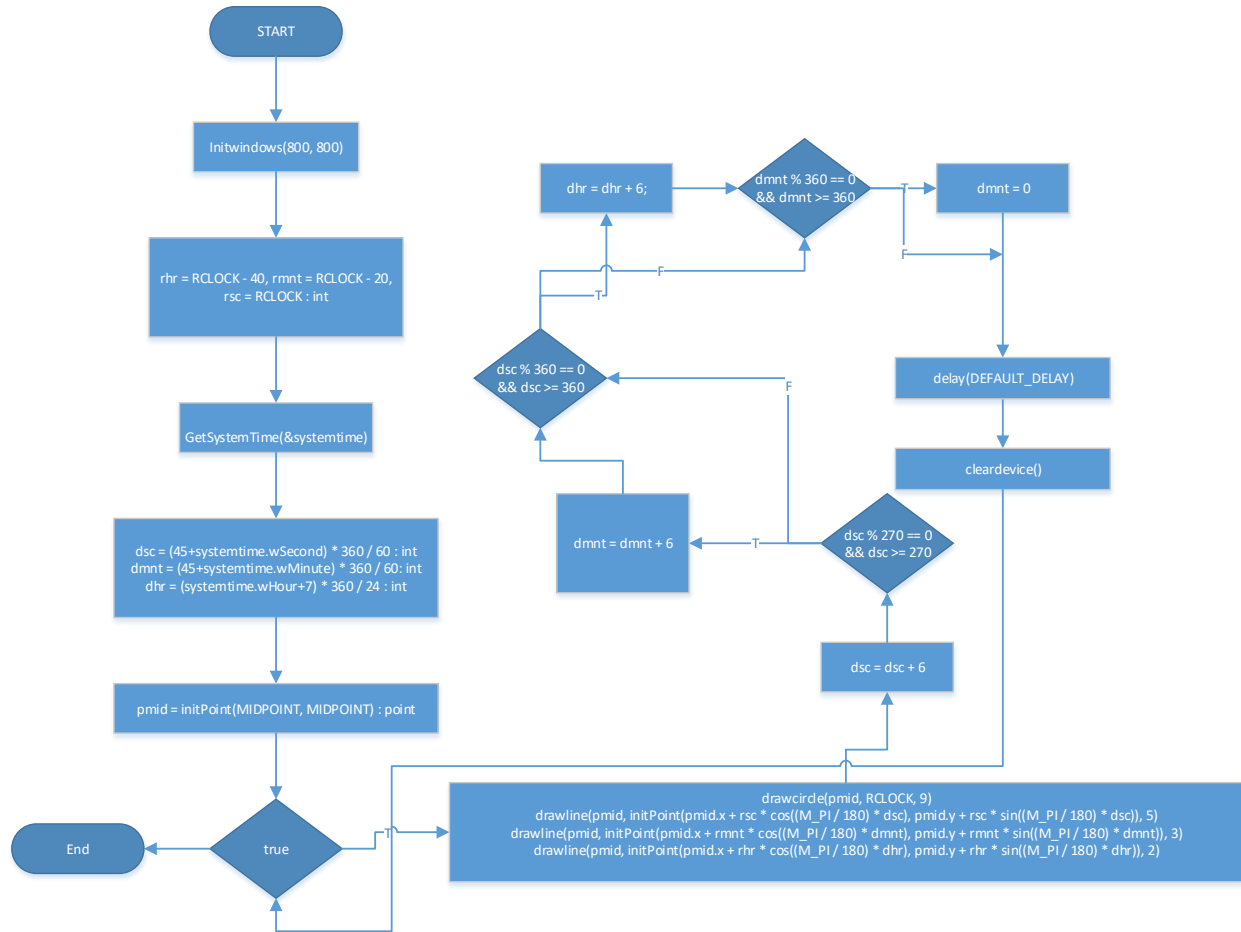 START
Initwindows(800, 800)
rhr = RCLOCK - 40, rmnt = RCLOCK - 20,
rsc = RCLOCK : int
GetSystemTime(&systemtime)
dsc = (45+systemtime.wSecond) * 360 / 60 : int
dmnt = (45+systemtime.wMinute) * 360 / 60: int
dhr = (systemtime.wHour+7) * 360 / 24 : int
pmid = initPoint(MIDPOINT, MIDPOINT) : point
true
End
T
drawcircle(pmid, RCLOCK, 9)
drawline(pmid, initPoint(pmid.x + rsc * cos((M_PI / 180) * dsc), pmid.y + rsc * sin((M_PI / 180) * dsc)), 5)
drawline(pmid, initPoint(pmid.x + rmnt * cos((M_PI / 180) * dmnt), pmid.y + rmnt * sin((M_PI / 180) * dmnt)), 3)
drawline(pmid, initPoint(pmid.x + rhr * cos((M_PI / 180) * dhr), pmid.y + rhr * sin((M_PI / 180) * dhr)), 2)
dsc = dsc + 6
dsc % 270 == 0
&& dsc >= 270
T
F
dmnt = dmnt + 6
dsc % 360 == 0
&& dsc >= 360
T
F
dhr = dhr + 6;
dmnt % 360 == 0
&& dmnt >= 360
T
F
dmnt = 0
delay(DEFAULT_DELAY)
cleardevice()